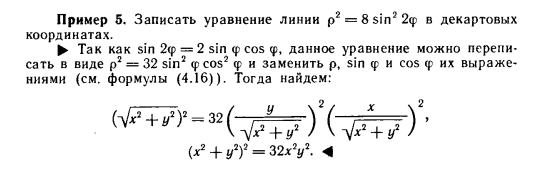 Пример 5. Записать уравнение линии ρ² = 8 sin² 2φ в декартовых
координатах.
▶ Так как sin 2φ = 2 sin φ cos φ, данное уравнение можно перепи-
сать в виде ρ² = 32 sin² φ cos² φ и заменить ρ, sin φ и cos φ их выраже-
ниями (см. формулы (4.16)). Тогда найдем:
(√(x² + y²))² = 32 (y / √(x² + y²))² (x / √(x² + y²))²,
(x² + y²)² = 32x²y². ◀